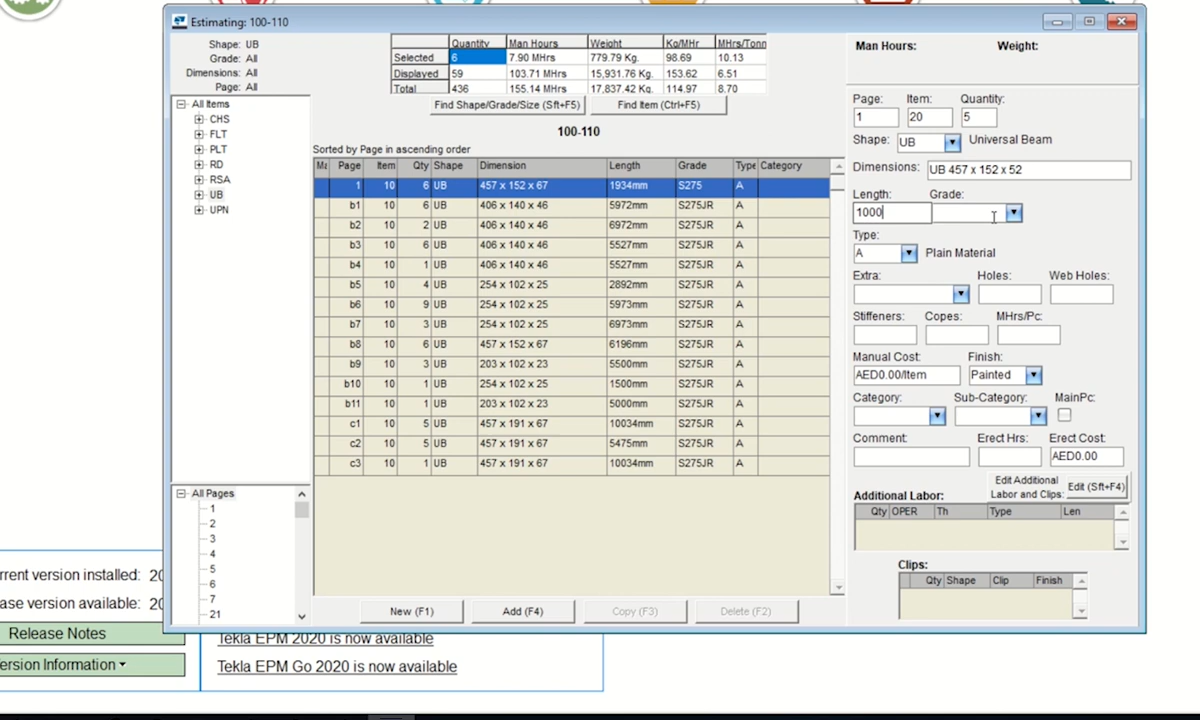 Estimating: 100-110
Shape: UB
Grade: All
Dimensions: All
Page: All
Quantity Man Hours Weight Kg/MHr MHrs/Tonn
Selected 6 7.90 MHrs 779.79 Kg. 98.69 10.13
Displayed 59 103.71 MHrs 15,931.76 Kg. 153.62 6.51
Total 436 155.14 MHrs 17,837.42 Kg. 114.97 8.70
Find Shape/Grade/Size (Sft+F5) Find Item (Ctrl+F5)
100-110
All Items
CHS
FLT
PLT
RD
RSA
UB
UPN
Sorted by Page in ascending order
Page Item Qty Shape Dimension Length Grade Type Category
1 10 6 UB 457 x 152 x 67 1934mm S275 A
b1 10 6 UB 406 x 140 x 46 5972mm S275JR A
b2 10 2 UB 406 x 140 x 46 6972mm S275JR A
b3 10 6 UB 406 x 140 x 46 5527mm S275JR A
b4 10 1 UB 406 x 140 x 46 5527mm S275JR A
b5 10 4 UB 254 x 102 x 25 2892mm S275JR A
b6 10 9 UB 254 x 102 x 25 5973mm S275JR A
b7 10 3 UB 254 x 102 x 25 6973mm S275JR A
b8 10 6 UB 457 x 152 x 67 6196mm S275JR A
b9 10 3 UB 203 x 102 x 23 5500mm S275JR A
b10 10 1 UB 254 x 102 x 25 1500mm S275JR A
b11 10 1 UB 203 x 102 x 23 5000mm S275JR A
c1 10 5 UB 457 x 191 x 67 10034mm S275JR A
c2 10 5 UB 457 x 191 x 67 5475mm S275JR A
c3 10 1 UB 457 x 191 x 67 10034mm S275JR A
All Pages
1
2
3
4
5
6
7
21
New (F1) Add (F4) Copy (F3) Delete (F2)
Man Hours: Weight:
Page: Item: Quantity:
1 20 5
Shape: UB Universal Beam
Dimensions: UB 457 x 152 x 52
Length: Grade:
1000
Type:
A Plain Material
Extra: Holes: Web Holes:
Stiffeners: Copes: MHrs/Pc:
Manual Cost: Finish:
AED0.00/Item Painted
Category: Sub-Category: MainPc:
Comment: Erect Hrs: Erect Cost:
AED0.00
Edit Additional
Labor and Clips: Edit (Sft+F4)
Additional Labor:
Qty OPER Th Type Len
Clips:
Qty Shape Clip Finish
rrent version installed: 20
ase version available: 20
Release Notes
ersion Information
Tekla EPM 2020 is now available
Tekla EPM Go 2020 is now available